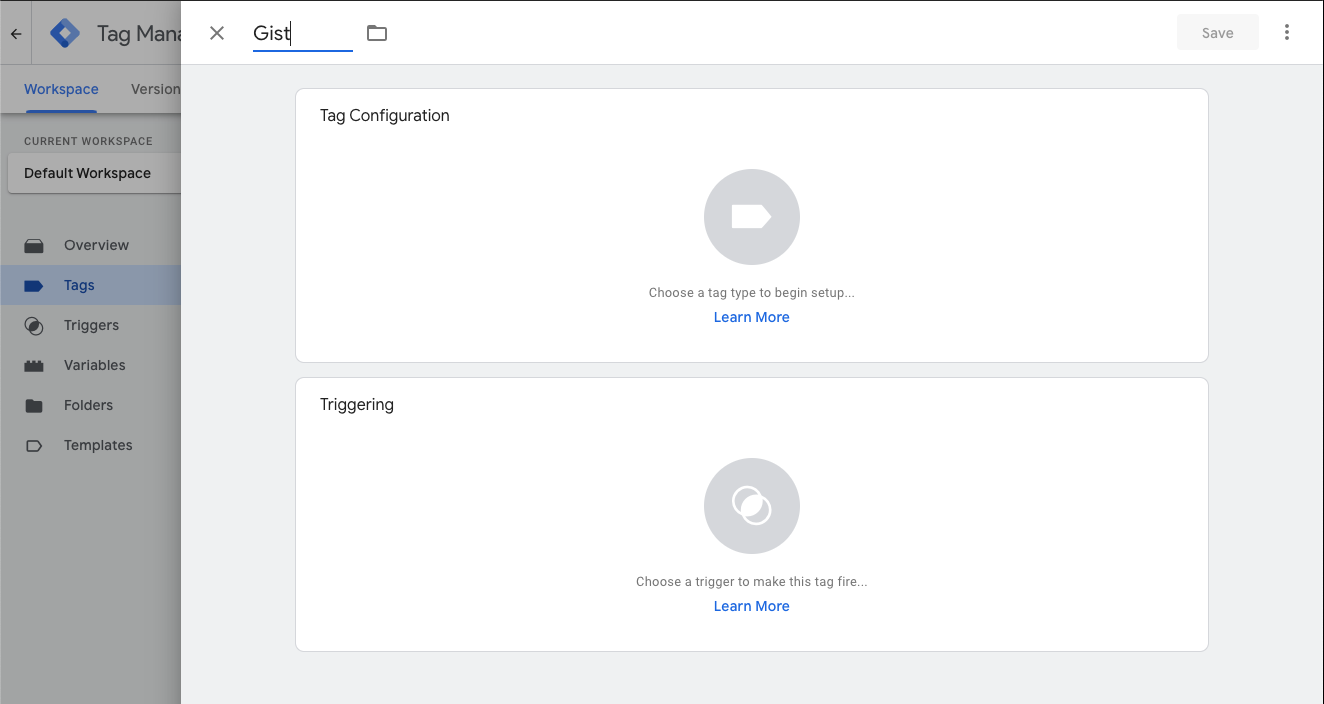 Tag Mana
Gist
Save
Workspace
Version
CURRENT WORKSPACE
Default Workspace
Overview
Tags
Triggers
Variables
Folders
Templates
Tag Configuration
Choose a tag type to begin setup...
Learn More
Triggering
Choose a trigger to make this tag fire...
Learn More